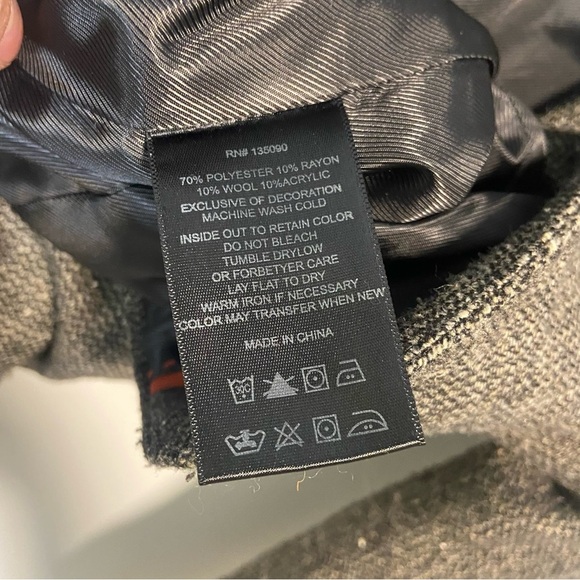 RN# 135090
70% POLYESTER 10% RAYON
10% WOOL 10%ACRYLIC
EXCLUSIVE OF DECORATION
MACHINE WASH COLD
INSIDE OUT TO RETAIN COLOR
DO NOT BLEACH
TUMBLE DRYLOW
OR FORBETYER CARE
LAY FLAT TO DRY
WARM IRON IF NECESSARY
COLOR MAY TRANSFER WHEN NEW
MADE IN CHINA